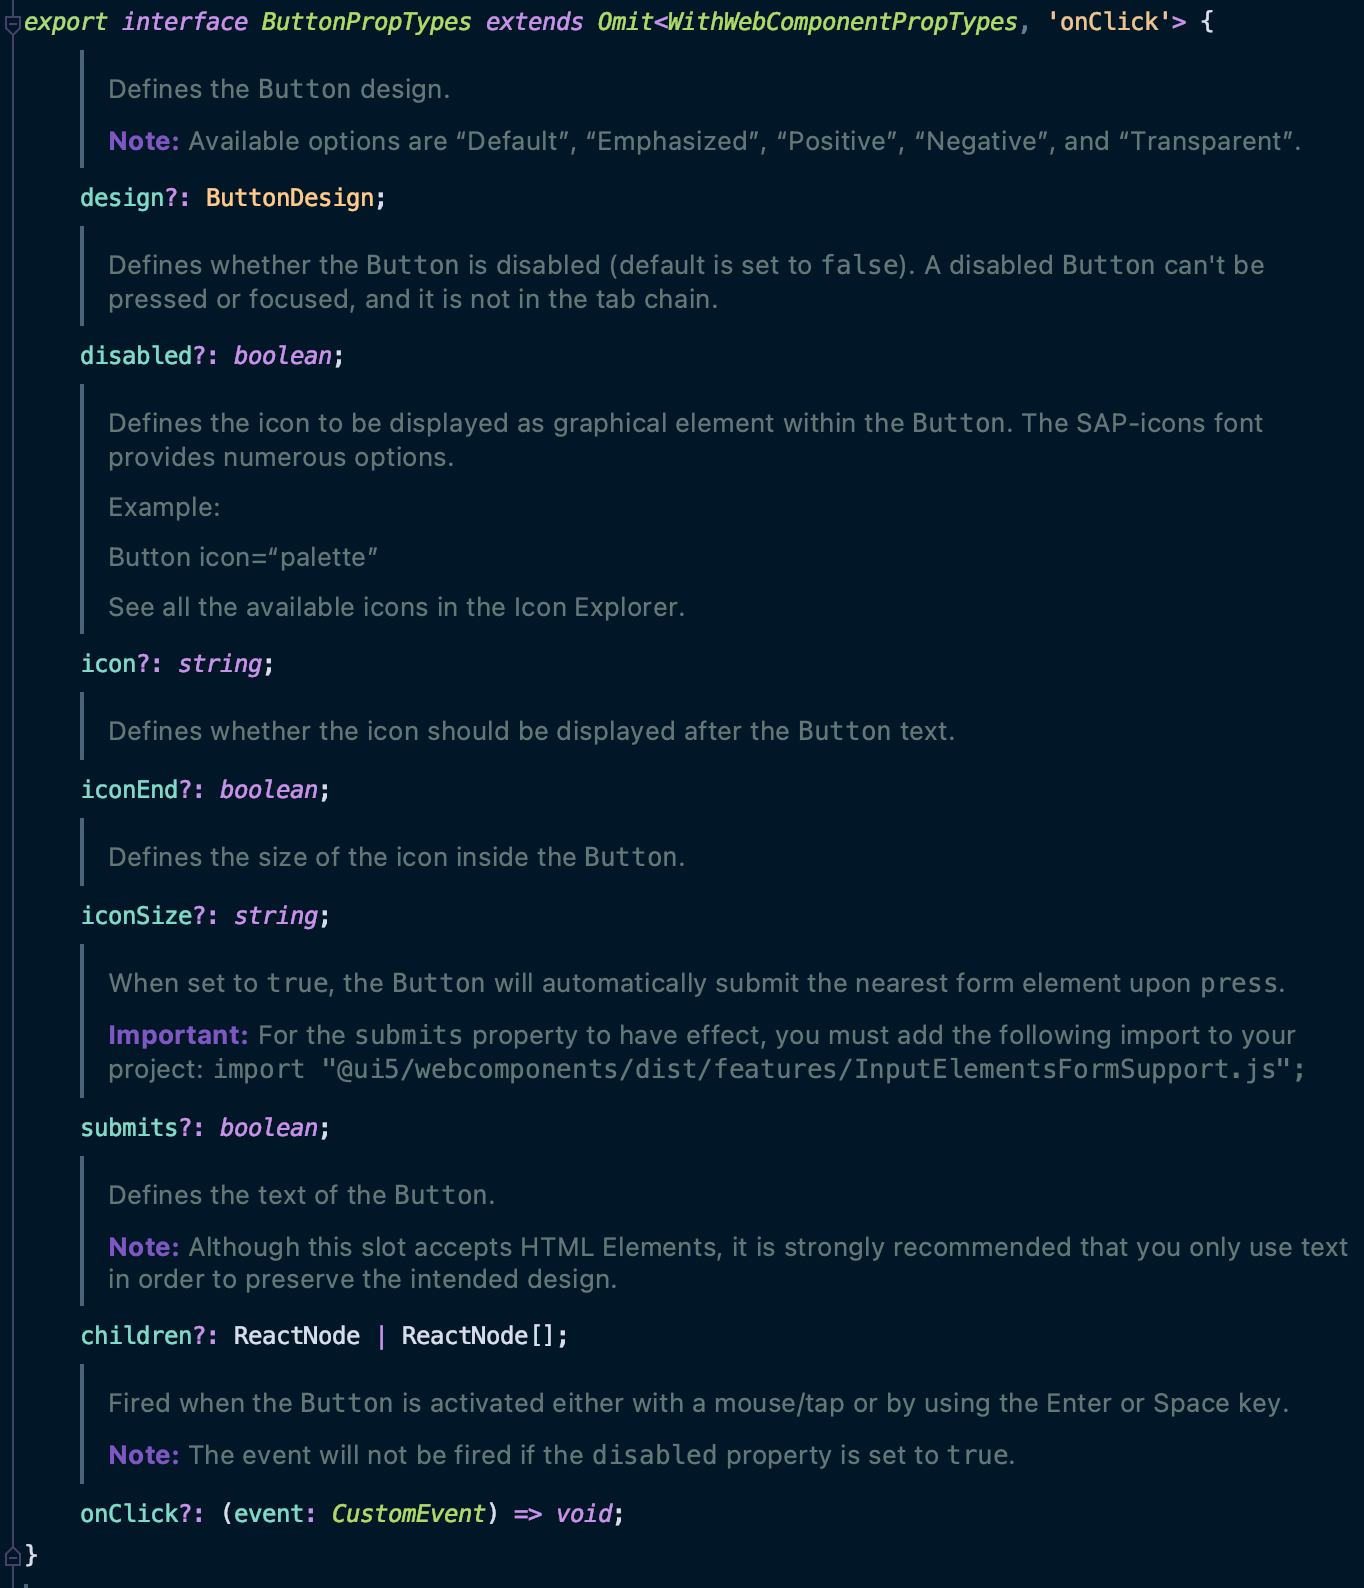 export interface ButtonPropTypes extends Omit<WithWebComponentPropTypes, 'onClick'> {
Defines the Button design.
Note: Available options are “Default”, “Emphasized”, “Positive”, “Negative”, and “Transparent”.
design?: ButtonDesign;
Defines whether the Button is disabled (default is set to false). A disabled Button can't be
pressed or focused, and it is not in the tab chain.
disabled?: boolean;
Defines the icon to be displayed as graphical element within the Button. The SAP-icons font
provides numerous options.
Example:
Button icon=“palette”
See all the available icons in the Icon Explorer.
icon?: string;
Defines whether the icon should be displayed after the Button text.
iconEnd?: boolean;
Defines the size of the icon inside the Button.
iconSize?: string;
When set to true, the Button will automatically submit the nearest form element upon press.
Important: For the submits property to have effect, you must add the following import to your
project: import "@ui5/webcomponents/dist/features/InputElementsFormSupport.js";
submits?: boolean;
Defines the text of the Button.
Note: Although this slot accepts HTML Elements, it is strongly recommended that you only use text
in order to preserve the intended design.
children?: ReactNode | ReactNode[];
Fired when the Button is activated either with a mouse/tap or by using the Enter or Space key.
Note: The event will not be fired if the disabled property is set to true.
onClick?: (event: CustomEvent) => void;
}